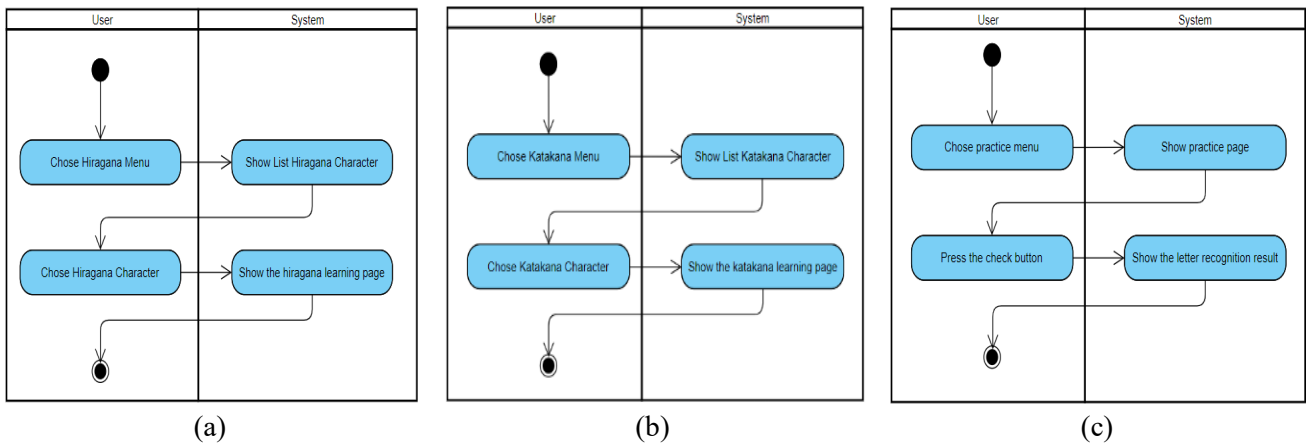 User
System
Chose Hiragana Menu
Show List Hiragana Character
Chose Hiragana Character
Show the hiragana learning page
(a)
User
System
Chose Katakana Menu
Show List Katakana Character
Chose Katakana Character
Show the katakana learning page
(b)
User
System
Chose practice menu
Show practice page
Press the check button
Show the letter recognition result
(c)